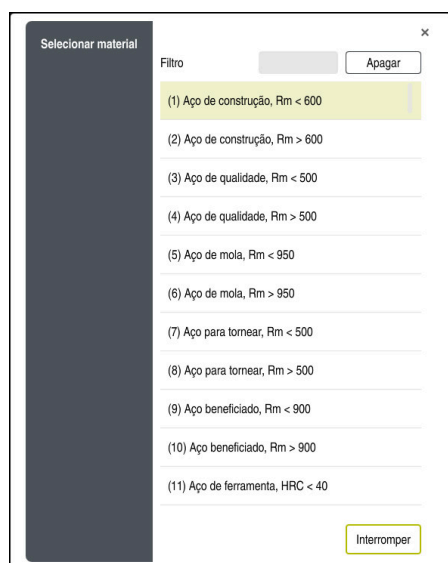 Selecionar material
×
Filtro
Apagar
(1) Aço de construção, Rm < 600
(2) Aço de construção, Rm > 600
(3) Aço de qualidade, Rm < 500
(4) Aço de qualidade, Rm > 500
(5) Aço de mola, Rm < 950
(6) Aço de mola, Rm > 950
(7) Aço para tornear, Rm < 500
(8) Aço para tornear, Rm > 500
(9) Aço beneficiado, Rm < 900
(10) Aço beneficiado, Rm > 900
(11) Aço de ferramenta, HRC < 40
Interromper